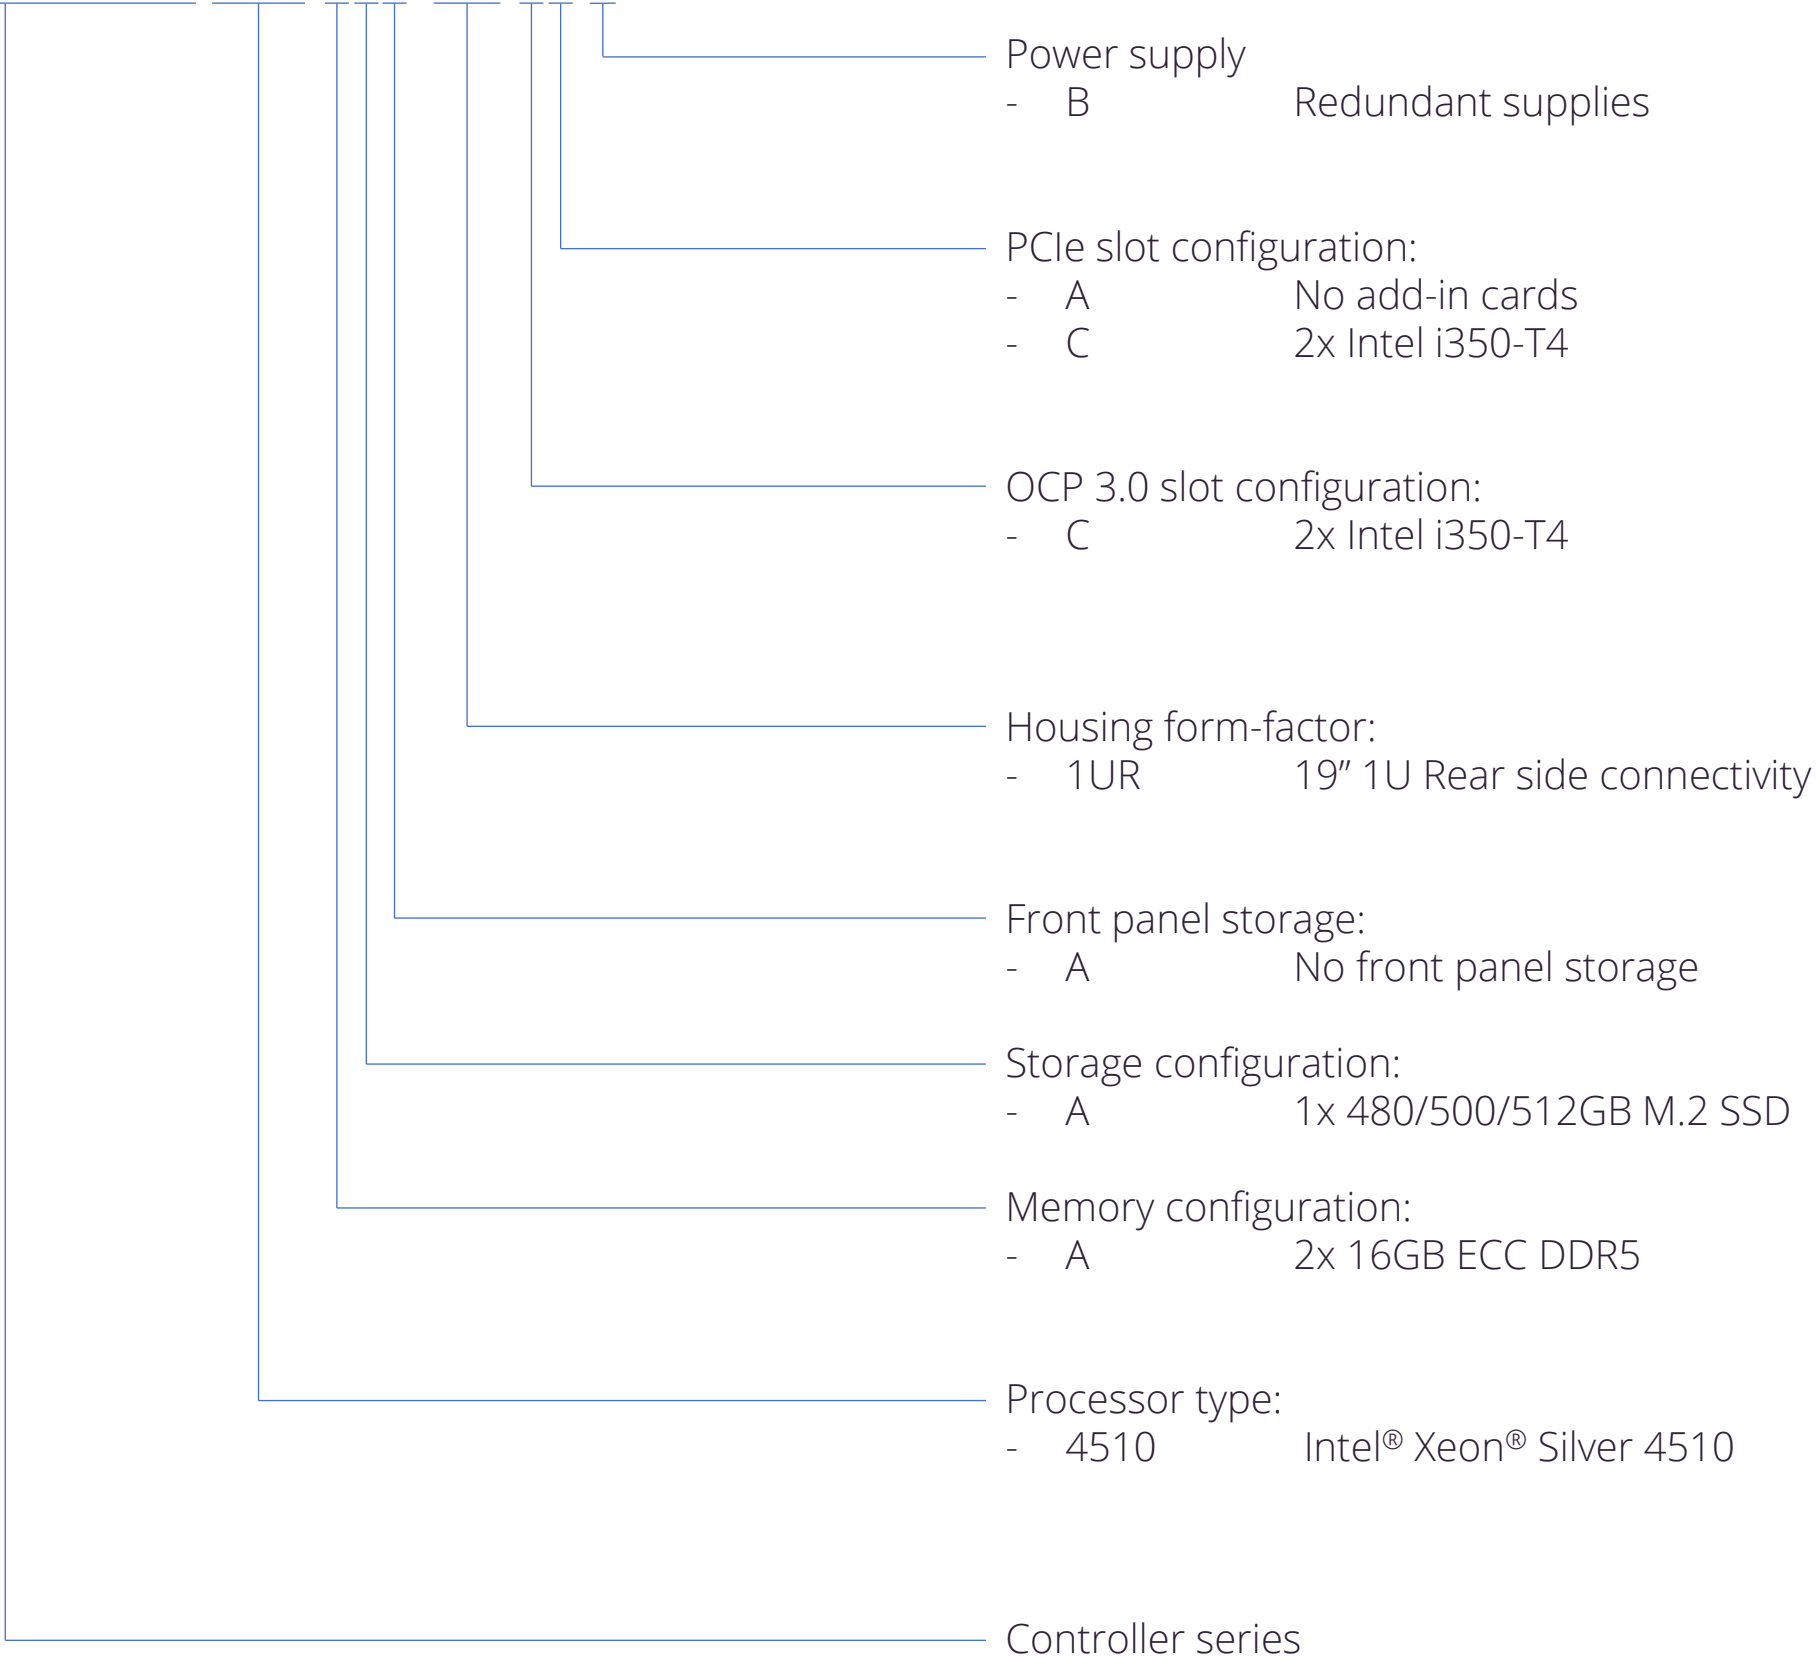 Power supply
- B Redundant supplies
PCIe slot configuration:
- A No add-in cards
- C 2x Intel i350-T4
OCP 3.0 slot configuration:
- C 2x Intel i350-T4
Housing form-factor:
- 1UR 19” 1U Rear side connectivity
Front panel storage:
- A No front panel storage
Storage configuration:
- A 1x 480/500/512GB M.2 SSD
Memory configuration:
- A 2x 16GB ECC DDR5
Processor type:
- 4510 Intel® Xeon® Silver 4510
Controller series